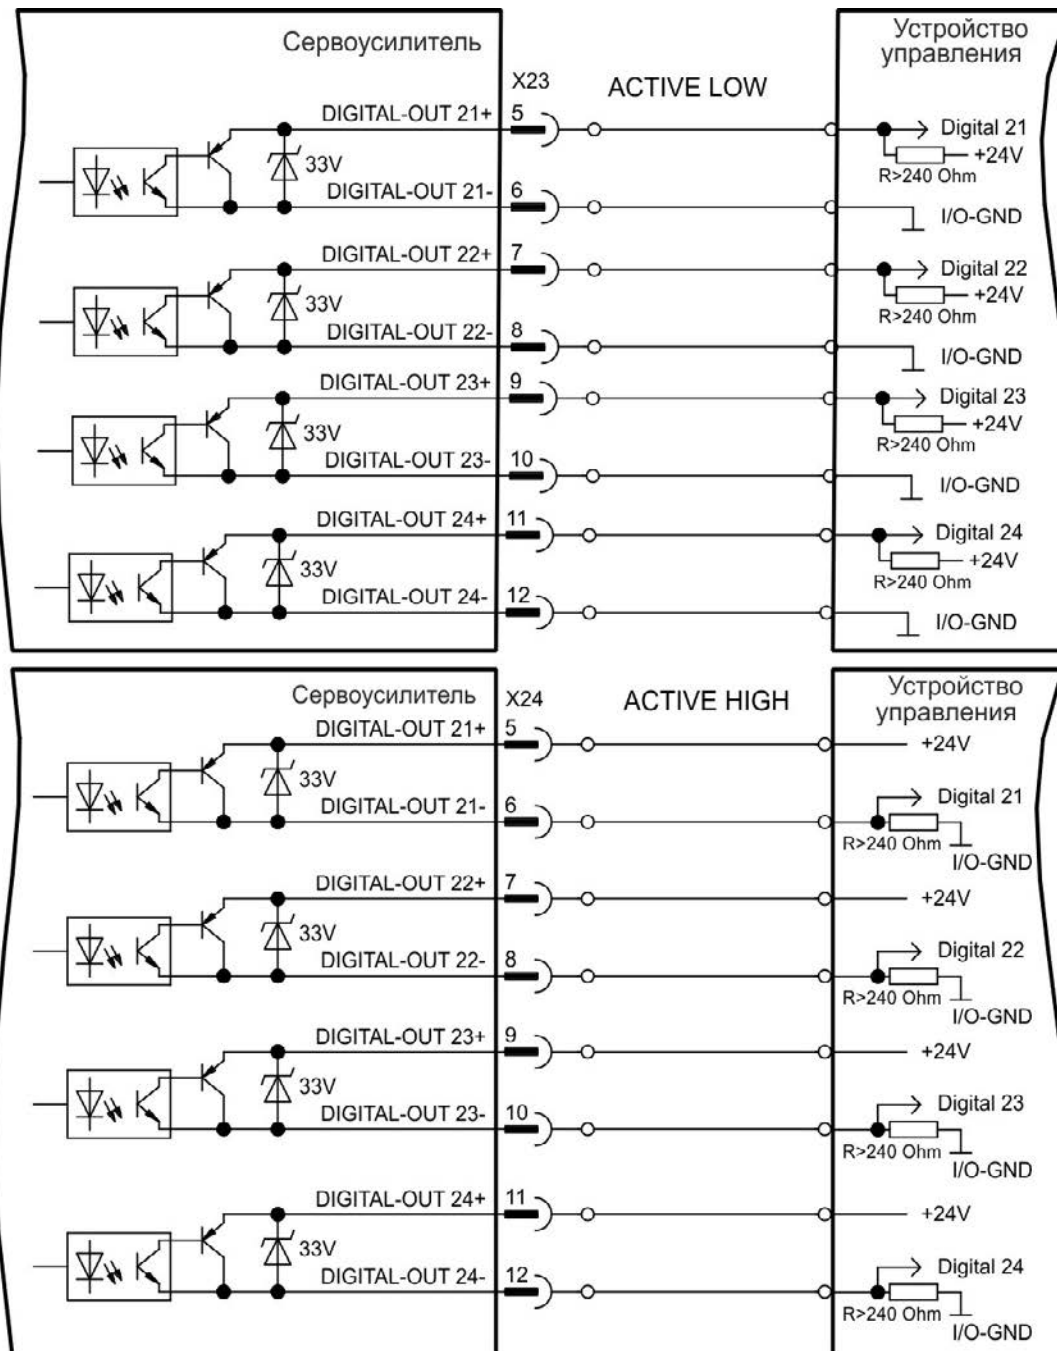 Сервоусилитель
Устройство
управления
X23
ACTIVE LOW
DIGITAL-OUT 21+
5
Digital 21
33V
+24V
R>240 Ohm
DIGITAL-OUT 21-
6
I/O-GND
DIGITAL-OUT 22+
7
Digital 22
33V
+24V
R>240 Ohm
DIGITAL-OUT 22-
8
I/O-GND
DIGITAL-OUT 23+
9
Digital 23
33V
+24V
R>240 Ohm
DIGITAL-OUT 23-
10
I/O-GND
DIGITAL-OUT 24+
11
Digital 24
33V
+24V
R>240 Ohm
DIGITAL-OUT 24-
12
I/O-GND
Сервоусилитель
X24
ACTIVE HIGH
Устройство
управления
DIGITAL-OUT 21+
5
+24V
33V
DIGITAL-OUT 21-
6
Digital 21
R>240 Ohm
I/O-GND
DIGITAL-OUT 22+
7
+24V
33V
DIGITAL-OUT 22-
8
Digital 22
R>240 Ohm
I/O-GND
DIGITAL-OUT 23+
9
+24V
33V
DIGITAL-OUT 23-
10
Digital 23
R>240 Ohm
I/O-GND
DIGITAL-OUT 24+
11
+24V
33V
DIGITAL-OUT 24-
12
Digital 24
R>240 Ohm
I/O-GND